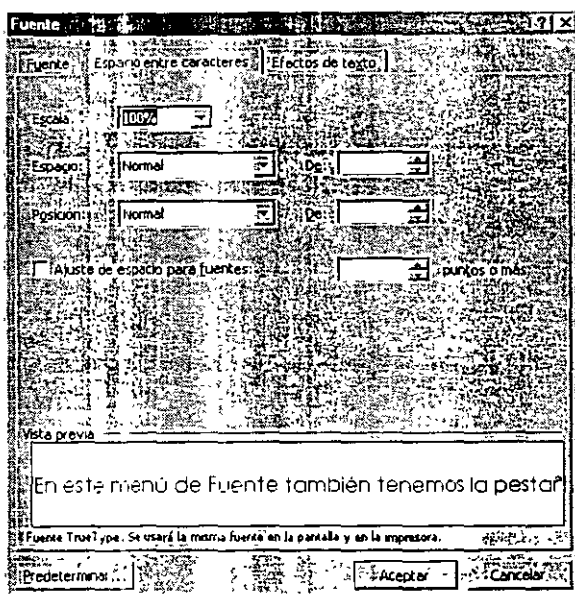 Fuente ? X
Fuente Espacio entre caracteres Efectos de texto
Escala: 100%
Espacio: Normal De:
Posición: Normal De:
Ajuste de espacio para fuentes: puntos o más
Vista previa
En este menú de Fuente también tenemos la pestañ
Fuente TrueType. Se usará la misma fuente en la pantalla y en la impresora.
Predeterminar... Aceptar Cancelar